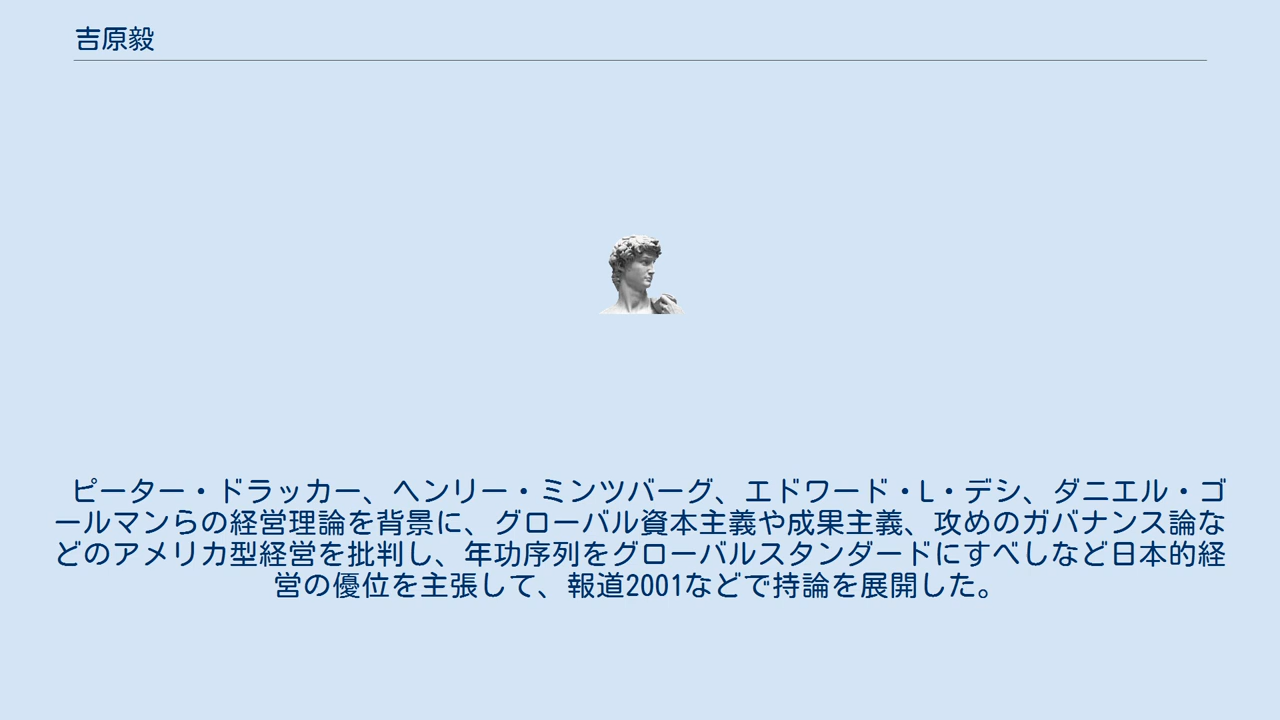 吉原毅
ピーター・ドラッカー、ヘンリー・ミンツバーグ、エドワード・L・デシ、ダニエル・ゴ
ールマンらの経営理論を背景に、グローバル資本主義や成果主義、攻めのガバナンス論な
どのアメリカ型経営を批判し、年功序列をグローバルスタンダードにすべしなど日本的経
営の優位を主張して、報道2001などで持論を展開した。